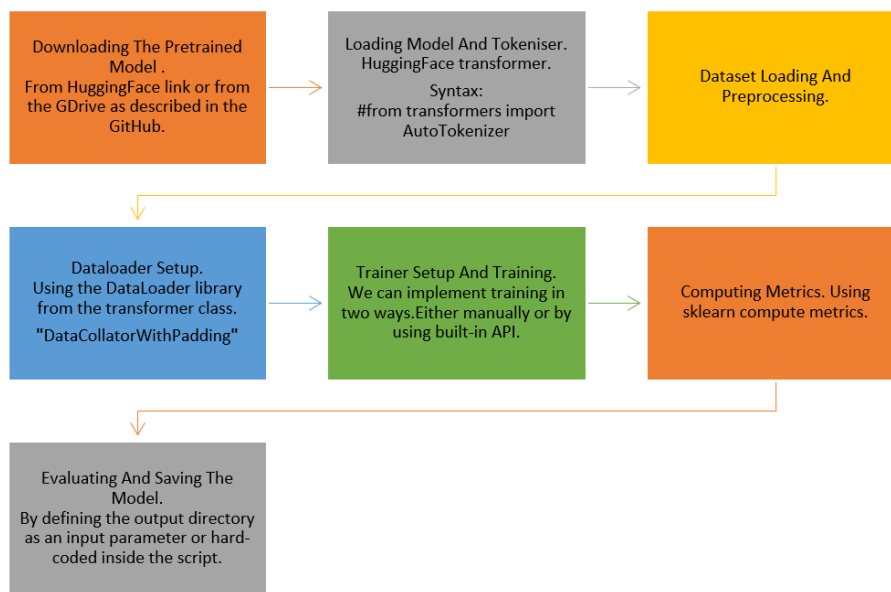 Downloading The Pretrained
Model .
From HuggingFace link or from
the GDrive as described in the
GitHub.
Loading Model And Tokeniser.
HuggingFace transformer.
Syntax:
#from transformers import
AutoTokenizer
Dataset Loading And
Preprocessing.
Dataloader Setup.
Using the DataLoader library
from the transformer class.
"DataCollatorWithPadding"
Trainer Setup And Training.
We can implement training in
two ways.Either manually or by
using built-in API.
Computing Metrics. Using
sklearn compute metrics.
Evaluating And Saving The
Model.
By defining the output directory
as an input parameter or hard-
coded inside the script.